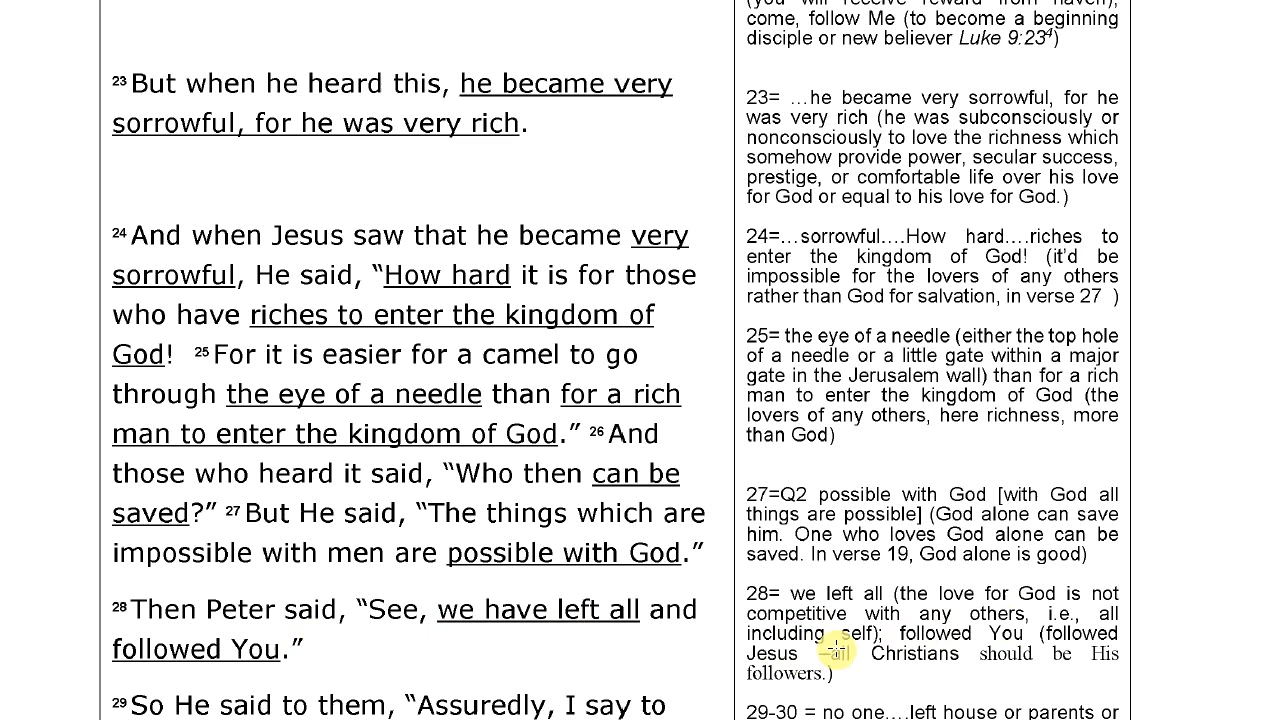 23 But when he heard this, he became very
sorrowful, for he was very rich.
24 And when Jesus saw that he became very
sorrowful, He said, “How hard it is for those
who have riches to enter the kingdom of
God! 25 For it is easier for a camel to go
through the eye of a needle than for a rich
man to enter the kingdom of God.” 26 And
those who heard it said, “Who then can be
saved?” 27 But He said, “The things which are
impossible with men are possible with God.”
28 Then Peter said, “See, we have left all and
followed You.”
29 So He said to them, “Assuredly, I say to
(you will receive reward from haven);
come, follow Me (to become a beginning
disciple or new believer Luke 9:23⁴)
23= …he became very sorrowful, for he
was very rich (he was subconsciously or
nonconsciously to love the richness which
somehow provide power, secular success,
prestige, or comfortable life over his love
for God or equal to his love for God.)
24=…sorrowful….How hard….riches to
enter the kingdom of God! (it’d be
impossible for the lovers of any others
rather than God for salvation, in verse 27 )
25= the eye of a needle (either the top hole
of a needle or a little gate within a major
gate in the Jerusalem wall) than for a rich
man to enter the kingdom of God (the
lovers of any others, here richness, more
than God)
27=Q2 possible with God [with God all
things are possible] (God alone can save
him. One who loves God alone can be
saved. In verse 19, God alone is good)
28= we left all (the love for God is not
competitive with any others, i.e., all
including self); followed You (followed
Jesus –all Christians should be His
followers.)
29-30 = no one….left house or parents or